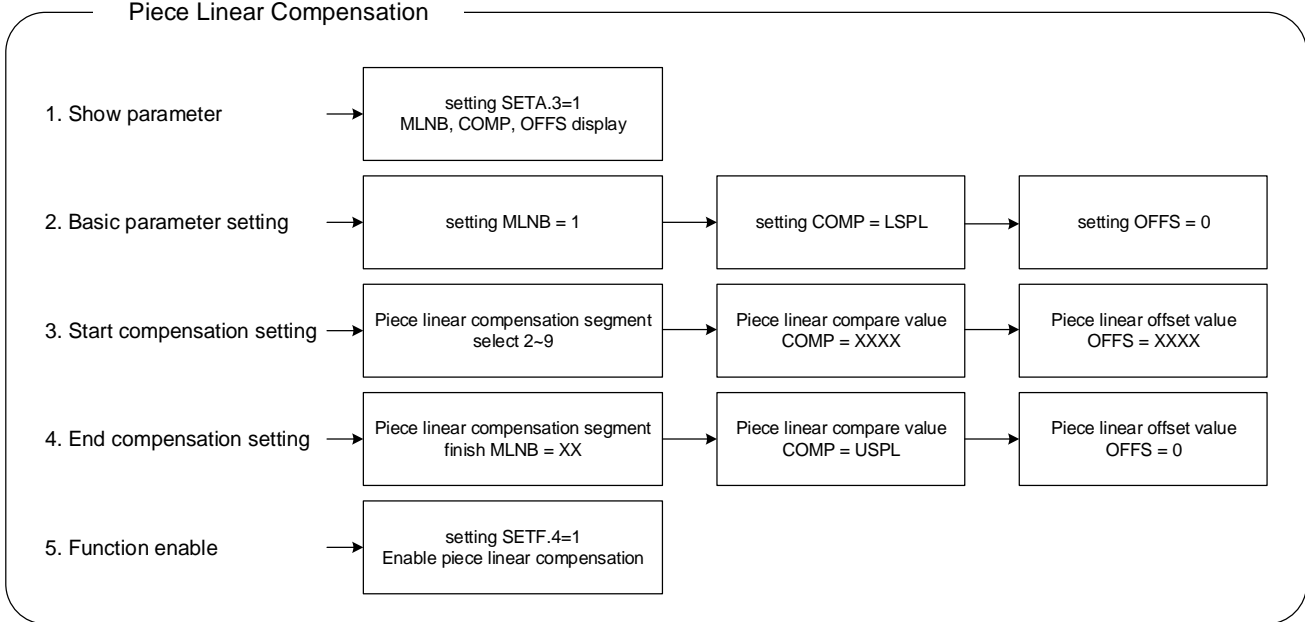 Piece Linear Compensation
1. Show parameter
setting SETA.3=1
MLNB, COMP, OFFS display
2. Basic parameter setting
setting MLNB = 1
setting COMP = LSPL
setting OFFS = 0
3. Start compensation setting
Piece linear compensation segment
select 2~9
Piece linear compare value
COMP = XXXX
Piece linear offset value
OFFS = XXXX
4. End compensation setting
Piece linear compensation segment
finish MLNB = XX
Piece linear compare value
COMP = USPL
Piece linear offset value
OFFS = 0
5. Function enable
setting SETF.4=1
Enable piece linear compensation